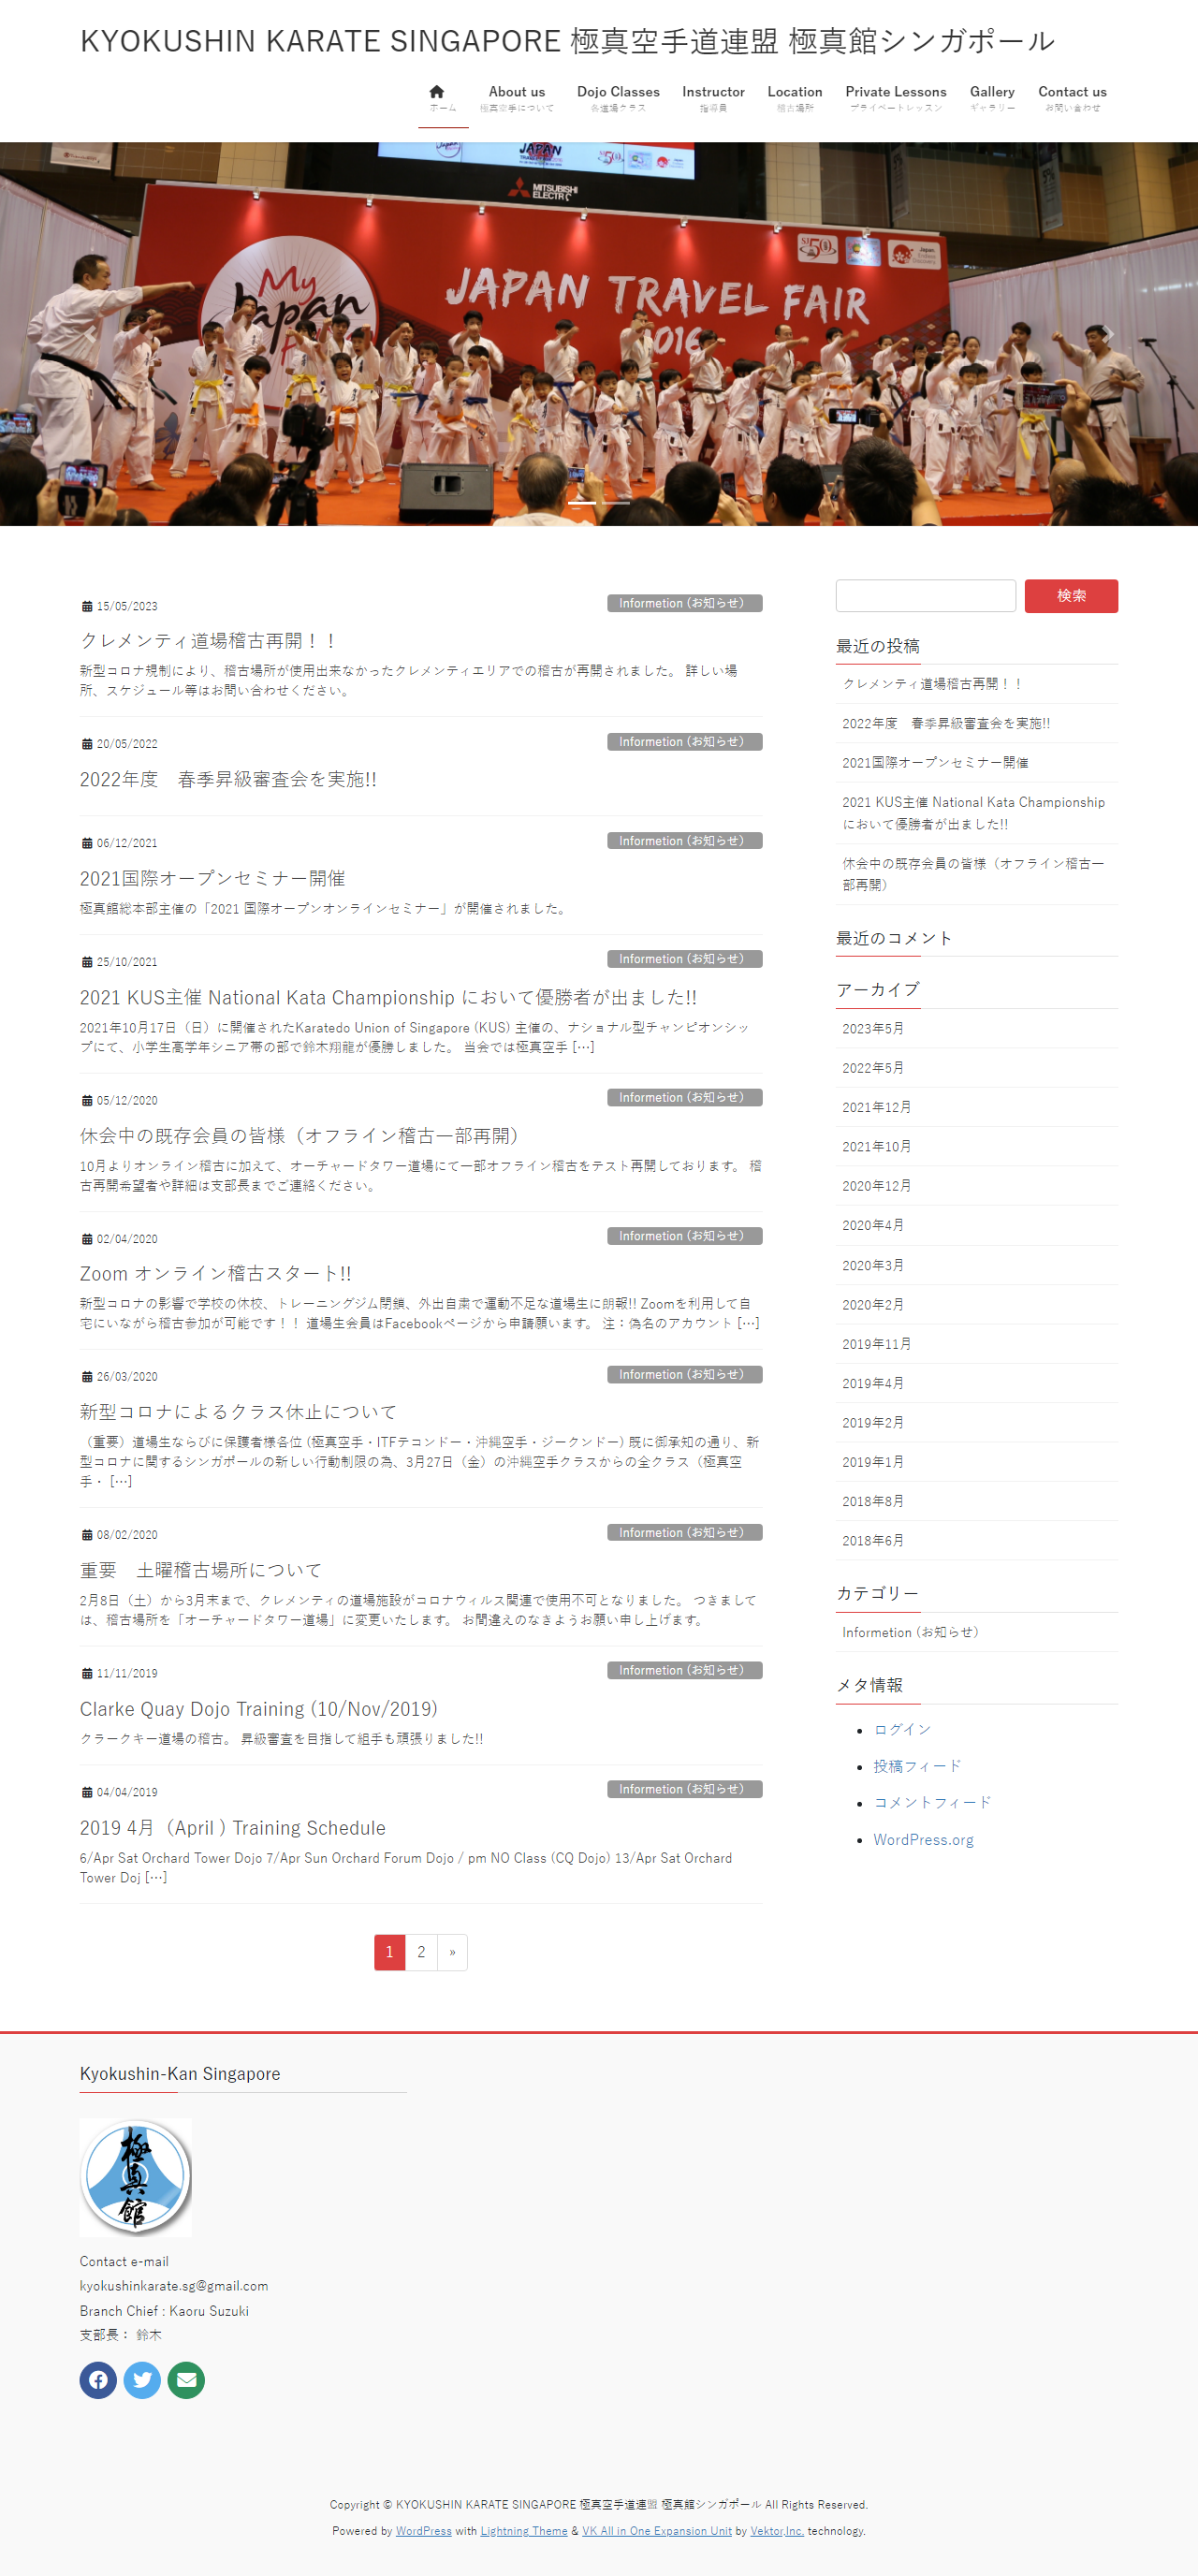 KYOKUSHIN KARATE SINGAPORE 極真空手道連盟 極真館シンガポール
ホーム
About us
極真空手について
Dojo Classes
各道場クラス
Instructor
指導員
Location
稽古場所
Private Lessons
プライベートレッスン
Gallery
ギャラリー
Contact us
お問い合わせ
MITSUBISHI
My
Japan
JAPAN TRAVEL FAIR
2016
15/05/2023
Informetion (お知らせ)
クレメンティ道場稽古再開！！
新型コロナ規制により、稽古場所が使用出来なかったクレメンティエリアでの稽古が再開されました。 詳しい場
所、スケジュール等はお問い合わせください。
20/05/2022
Informetion (お知らせ)
2022年度　春季昇級審査会を実施!!
06/12/2021
Informetion (お知らせ)
2021国際オープンセミナー開催
極真館総本部主催の「2021 国際オープンオンラインセミナー」が開催されました。
25/10/2021
Informetion (お知らせ)
2021 KUS主催 National Kata Championship において優勝者が出ました!!
2021年10月17日（日）に開催されたKaratedo Union of Singapore (KUS) 主催の、ナショナル型チャンピオンシッ
プにて、小学生高学年シニア帯の部で鈴木翔龍が優勝しました。 当会では極真空手 […]
05/12/2020
Informetion (お知らせ)
休会中の既存会員の皆様（オフライン稽古一部再開）
10月よりオンライン稽古に加えて、オーチャードタワー道場にて一部オフライン稽古をテスト再開しております。 稽
古再開希望者や詳細は支部長までご連絡ください。
02/04/2020
Informetion (お知らせ)
Zoom オンライン稽古スタート!!
新型コロナの影響で学校の休校、トレーニングジム閉鎖、外出自粛で運動不足な道場生に朗報!! Zoomを利用して自
宅にいながら稽古参加が可能です！！ 道場生会員はFacebookページから申請願います。 注：偽名のアカウント […]
26/03/2020
Informetion (お知らせ)
新型コロナによるクラス休止について
（重要）道場生ならびに保護者様各位 (極真空手・ITFテコンドー・沖縄空手・ジークンドー) 既に御承知の通り、新
型コロナに関するシンガポールの新しい行動制限の為、3月27日（金）の沖縄空手クラスからの全クラス（極真空
手・ […]
08/02/2020
Informetion (お知らせ)
重要　土曜稽古場所について
2月8日（土）から3月末まで、クレメンティの道場施設がコロナウィルス関連で使用不可となりました。 つきまして
は、稽古場所を「オーチャードタワー道場」に変更いたします。 お間違えのなきようお願い申し上げます。
11/11/2019
Informetion (お知らせ)
Clarke Quay Dojo Training (10/Nov/2019)
クラークキー道場の稽古。 昇級審査を目指して組手も頑張りました!!
04/04/2019
Informetion (お知らせ)
2019 4月（April ) Training Schedule
6/Apr Sat Orchard Tower Dojo 7/Apr Sun Orchard Forum Dojo / pm NO Class (CQ Dojo) 13/Apr Sat Orchard
Tower Doj […]
1 2 »
検索
最近の投稿
クレメンティ道場稽古再開！！
2022年度　春季昇級審査会を実施!!
2021国際オープンセミナー開催
2021 KUS主催 National Kata Championship
において優勝者が出ました!!
休会中の既存会員の皆様（オフライン稽古一
部再開）
最近のコメント
アーカイブ
2023年5月
2022年5月
2021年12月
2021年10月
2020年12月
2020年4月
2020年3月
2020年2月
2019年11月
2019年4月
2019年2月
2019年1月
2018年8月
2018年6月
カテゴリー
Informetion (お知らせ)
メタ情報
ログイン
投稿フィード
コメントフィード
WordPress.org
Kyokushin-Kan Singapore
極真館
Contact e-mail
kyokushinkarate.sg@gmail.com
Branch Chief : Kaoru Suzuki
支部長： 鈴木
Copyright © KYOKUSHIN KARATE SINGAPORE 極真空手道連盟 極真館シンガポール All Rights Reserved.
Powered by WordPress with Lightning Theme & VK All in One Expansion Unit by Vektor,Inc. technology.